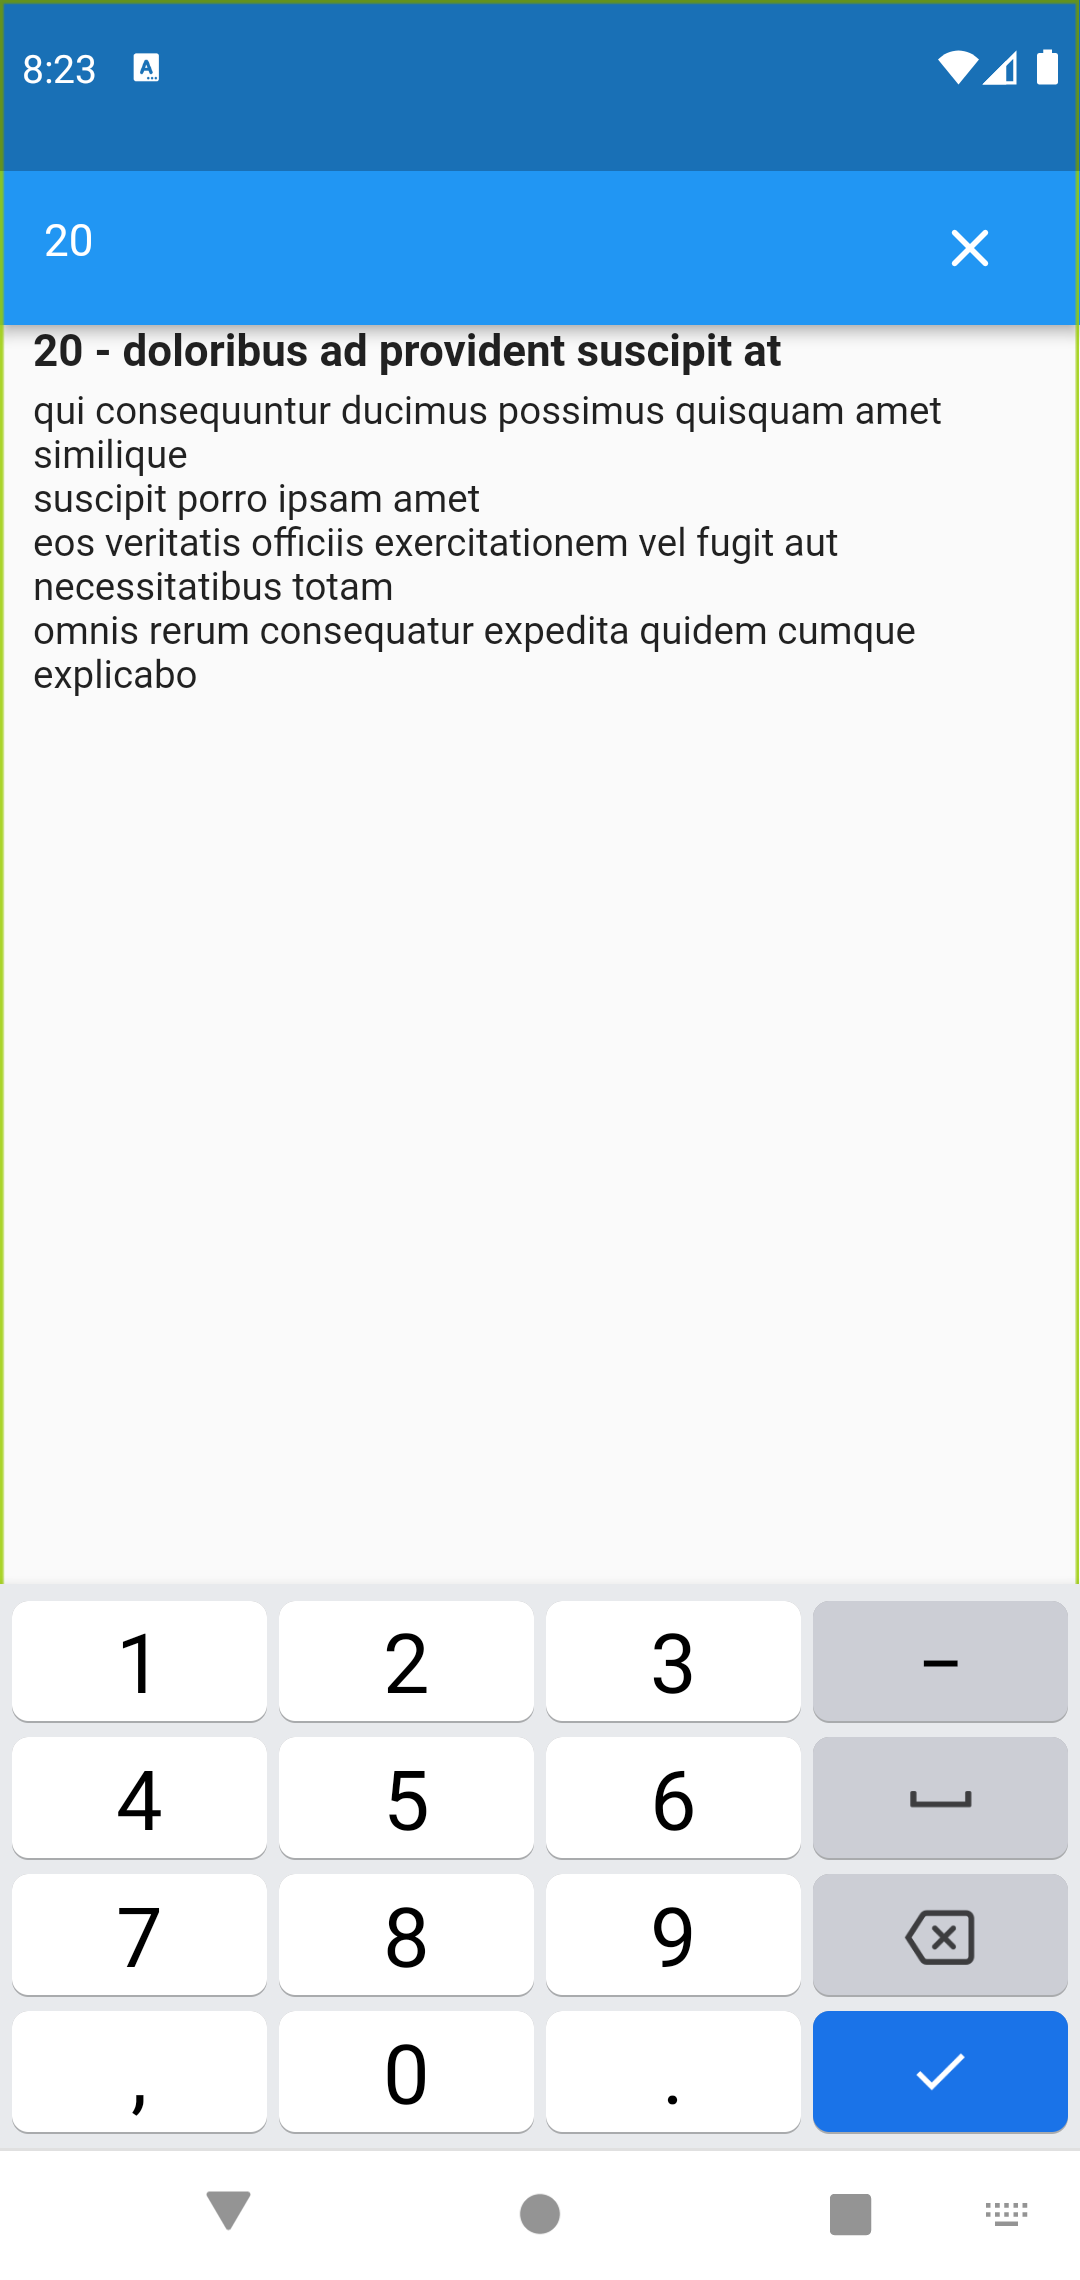 8:23
20
20 - doloribus ad provident suscipit at
qui consequuntur ducimus possimus quisquam amet
similique
suscipit porro ipsam amet
eos veritatis officiis exercitationem vel fugit aut
necessitatibus totam
omnis rerum consequatur expedita quidem cumque
explicabo
1 2 3 –
4 5 6
7 8 9
, 0 .